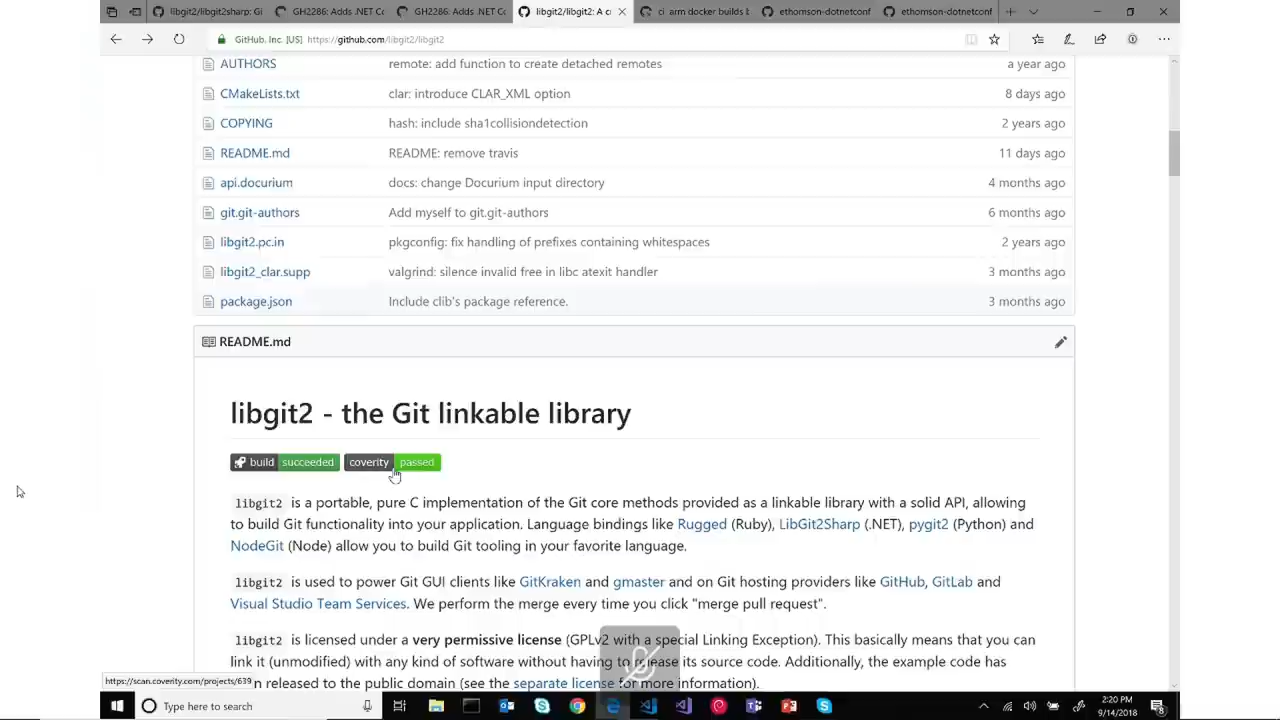 libgit2/libgit2sharp: Gi
GH2286: Adds .NET Co
GH2286: Adds .NET Co
libgit2/libgit2: A c
ci arm docker builds b
ethomson-dotnetconf
ethomson-dotnetconf
GitHub, Inc. [US] https://github.com/libgit2/libgit2
AUTHORS remote: add function to create detached remotes a year ago
CMakeLists.txt clar: introduce CLAR_XML option 8 days ago
COPYING hash: include sha1collisiondetection 2 years ago
README.md README: remove travis 11 days ago
api.docurium docs: change Docurium input directory 4 months ago
git.git-authors Add myself to git.git-authors 6 months ago
libgit2.pc.in pkgconfig: fix handling of prefixes containing whitespaces 2 years ago
libgit2_clar.supp valgrind: silence invalid free in libc atexit handler 3 months ago
package.json Include clib's package reference. 3 months ago
README.md
libgit2 - the Git linkable library
build succeeded coverity passed
libgit2 is a portable, pure C implementation of the Git core methods provided as a linkable library with a solid API, allowing
to build Git functionality into your application. Language bindings like Rugged (Ruby), LibGit2Sharp (.NET), pygit2 (Python) and
NodeGit (Node) allow you to build Git tooling in your favorite language.
libgit2 is used to power Git GUI clients like GitKraken and gmaster and on Git hosting providers like GitHub, GitLab and
Visual Studio Team Services. We perform the merge every time you click "merge pull request".
libgit2 is licensed under a very permissive license (GPLv2 with a special Linking Exception). This basically means that you can
link it (unmodified) with any kind of software without having to release its source code. Additionally, the example code has
n released to the public domain (see the separate license for more information).
https://scan.coverity.com/projects/639
Type here to search
2:20 PM
9/14/2018
8